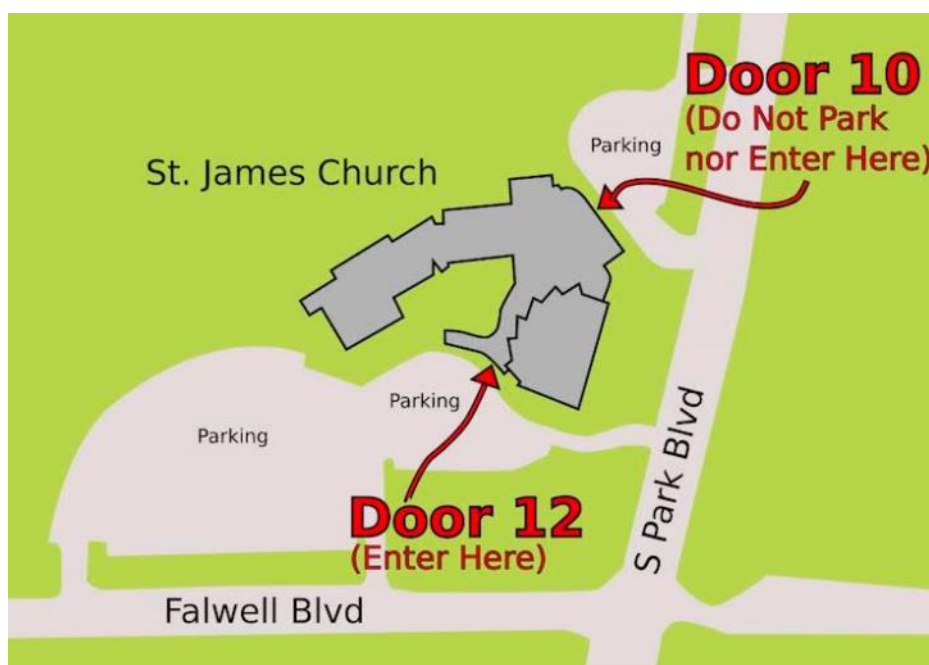 Door 10
(Do Not Park
nor Enter Here)
Parking
St. James Church
Parking
Parking
S Park Blvd
Door 12
(Enter Here)
Falwell Blvd